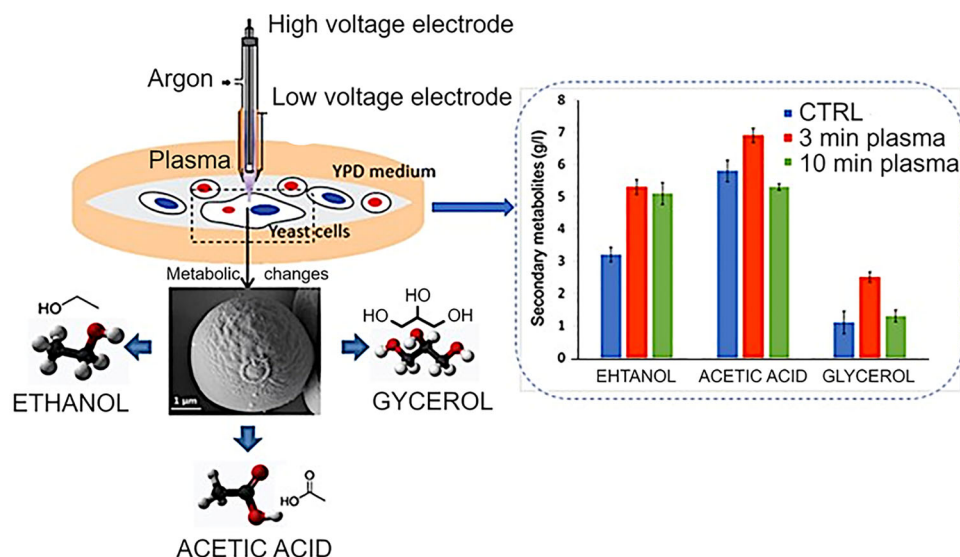 High voltage electrode
Argon
Low voltage electrode
Plasma
YPD medium
Yeast cells
Metabolic changes
HO
HO
HO OH
ETHANOL
1 µm
GYCEROL
O
HO
ACETIC ACID
Secondary metabolites (g/l)
8
7
6
5
4
3
2
1
0
CTRL
3 min plasma
10 min plasma
EHTANOL ACETIC ACID GLYCEROL